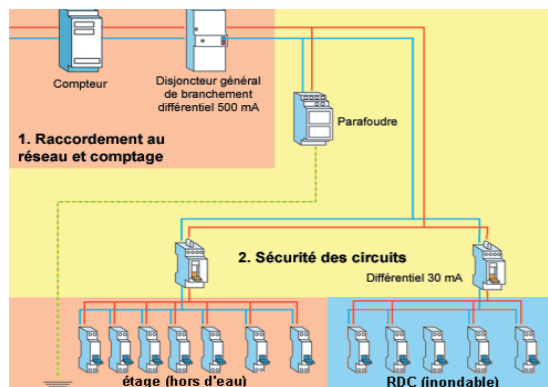 Compteur
Disjoncteur général
de branchement
différentiel 500 mA
Parafoudre
1. Raccordement au
réseau et comptage
2. Sécurité des circuits
Différentiel 30 mA
étage (hors d'eau)
RDC (inondable)